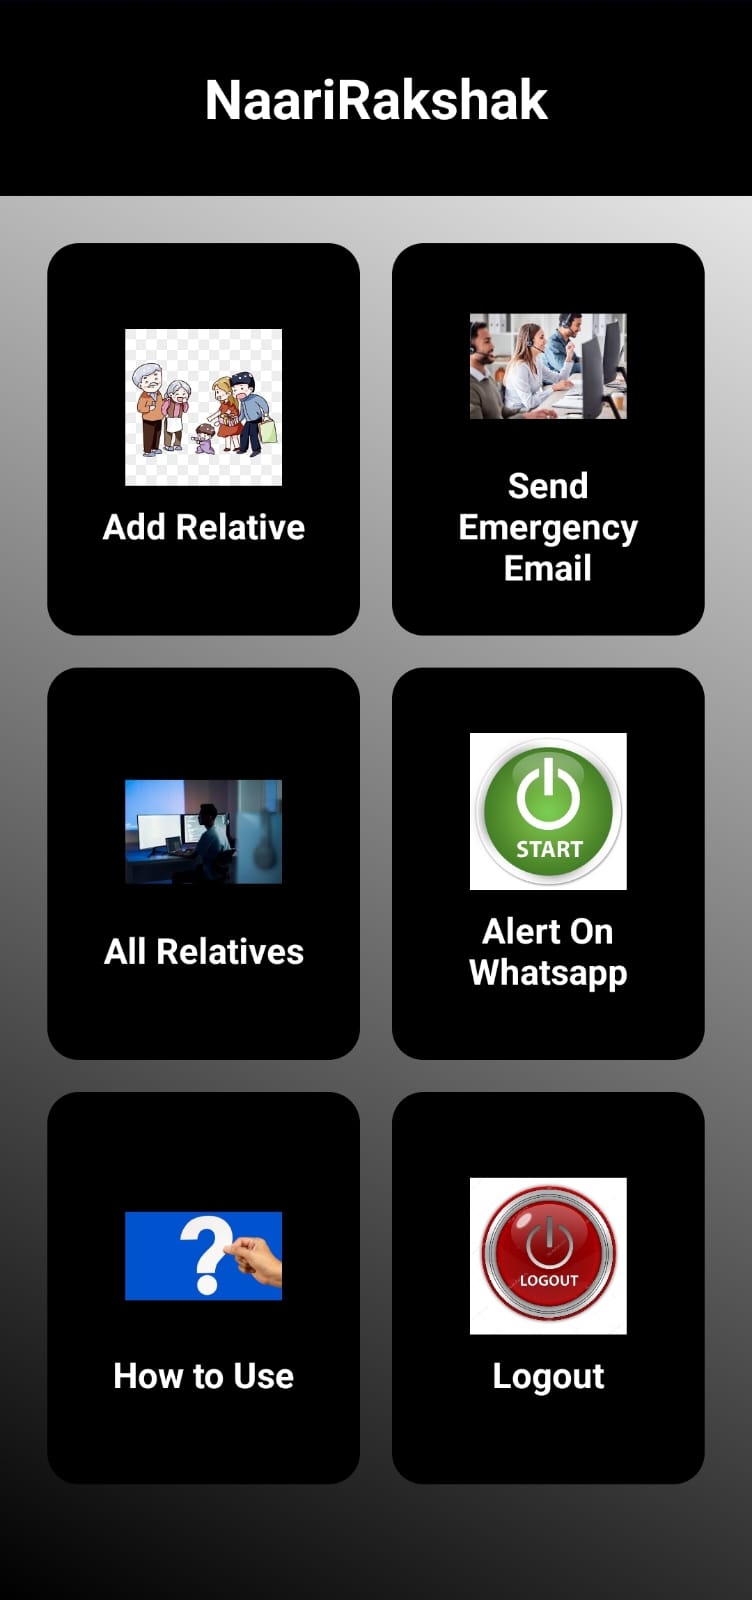 NaariRakshak
Add Relative
Send
Emergency
Email
All Relatives
START
Alert On
Whatsapp
How to Use
?
LOGOUT
Logout